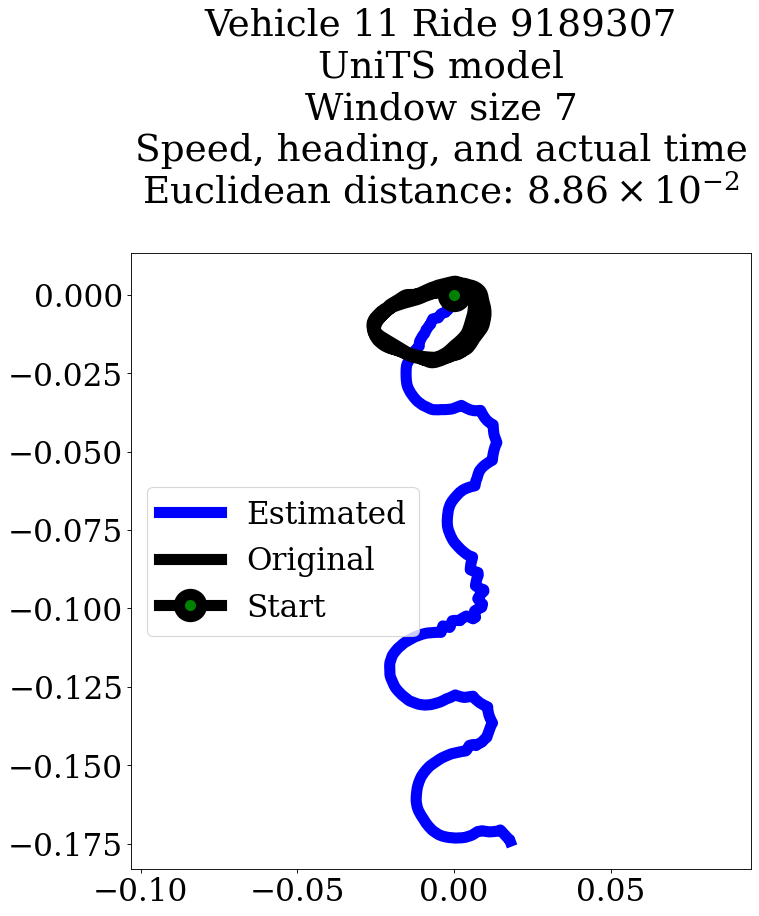 Vehicle 11 Ride 9189307
UniTS model
Window size 7
Speed, heading, and actual time
Euclidean distance: 8.86 × 10⁻²
0.000
−0.025
−0.050
−0.075
−0.100
−0.125
−0.150
−0.175
Estimated
Original
Start
−0.10 −0.05 0.00 0.05